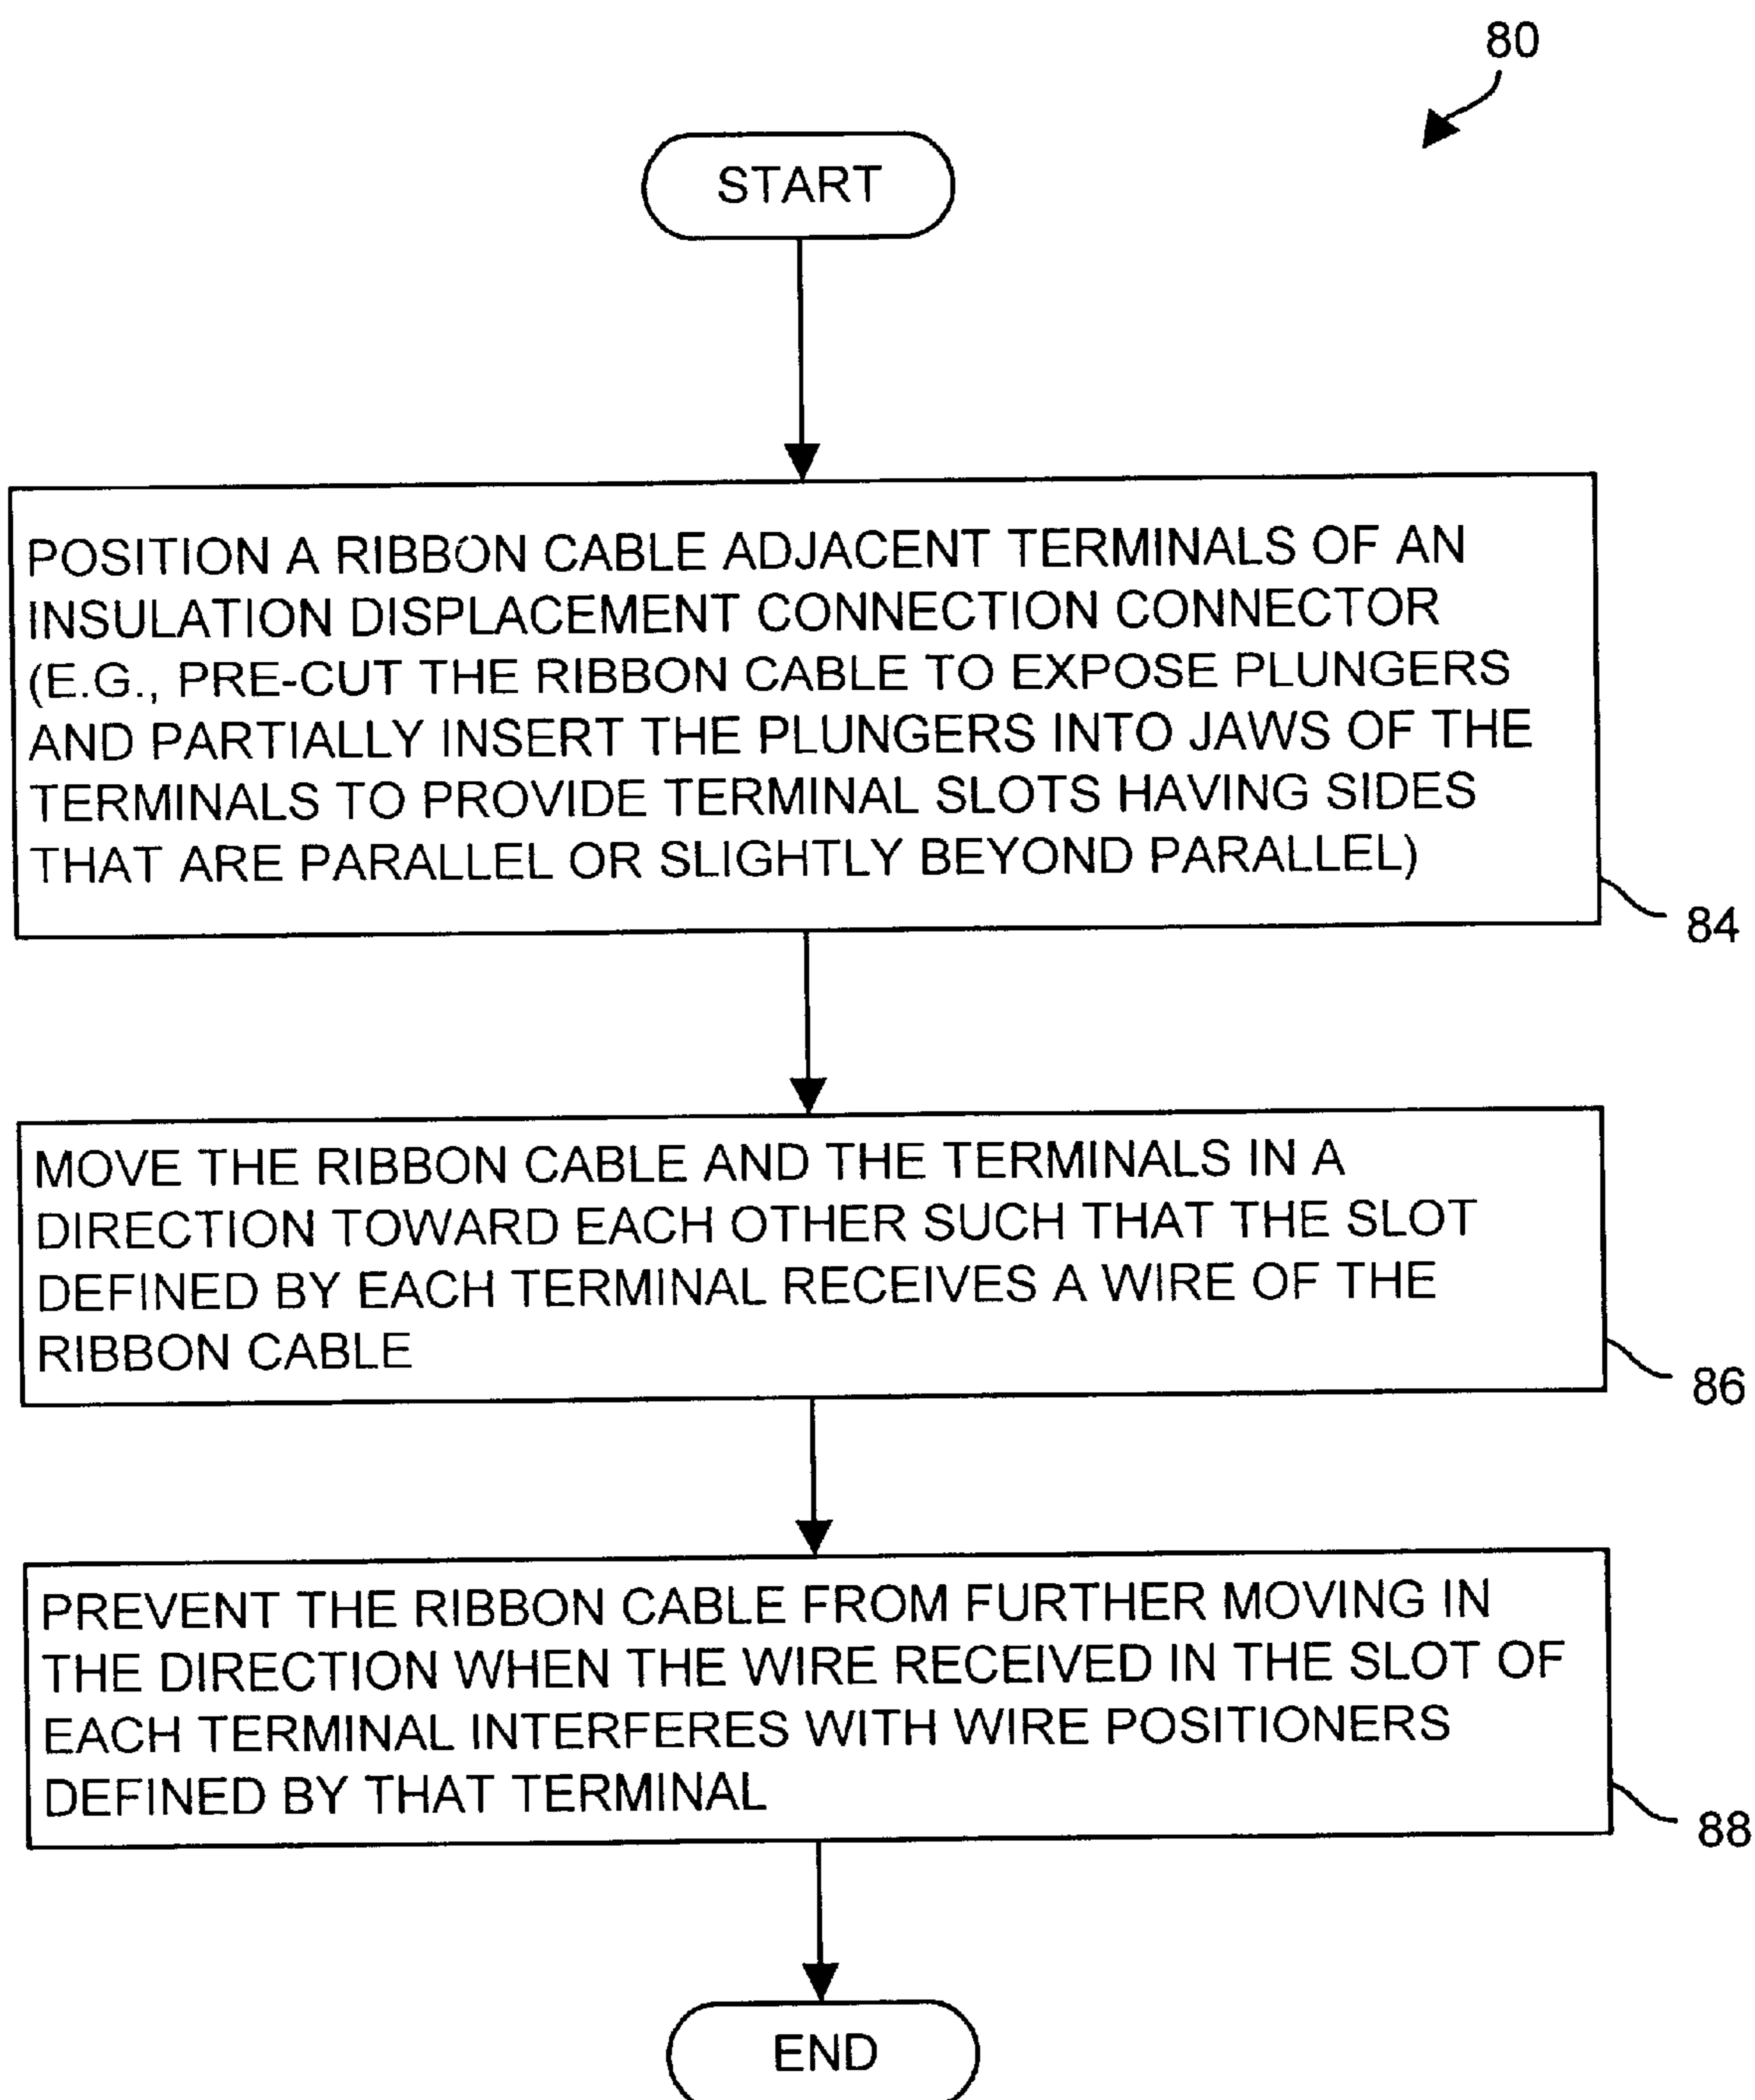 80
START
POSITION A RIBBON CABLE ADJACENT TERMINALS OF AN
INSULATION DISPLACEMENT CONNECTION CONNECTOR
(E.G., PRE-CUT THE RIBBON CABLE TO EXPOSE PLUNGERS
AND PARTIALLY INSERT THE PLUNGERS INTO JAWS OF THE
TERMINALS TO PROVIDE TERMINAL SLOTS HAVING SIDES
THAT ARE PARALLEL OR SLIGHTLY BEYOND PARALLEL)
84
MOVE THE RIBBON CABLE AND THE TERMINALS IN A
DIRECTION TOWARD EACH OTHER SUCH THAT THE SLOT
DEFINED BY EACH TERMINAL RECEIVES A WIRE OF THE
RIBBON CABLE
86
PREVENT THE RIBBON CABLE FROM FURTHER MOVING IN
THE DIRECTION WHEN THE WIRE RECEIVED IN THE SLOT OF
EACH TERMINAL INTERFERES WITH WIRE POSITIONERS
DEFINED BY THAT TERMINAL
88
END